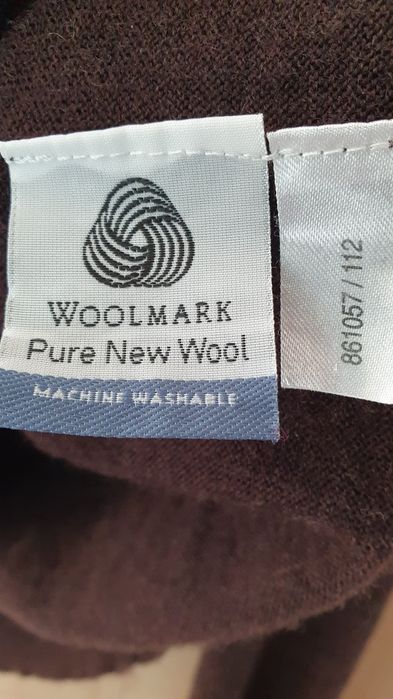 WOOLMARK
Pure New Wool
MACHINE WASHABLE
861057 / 112